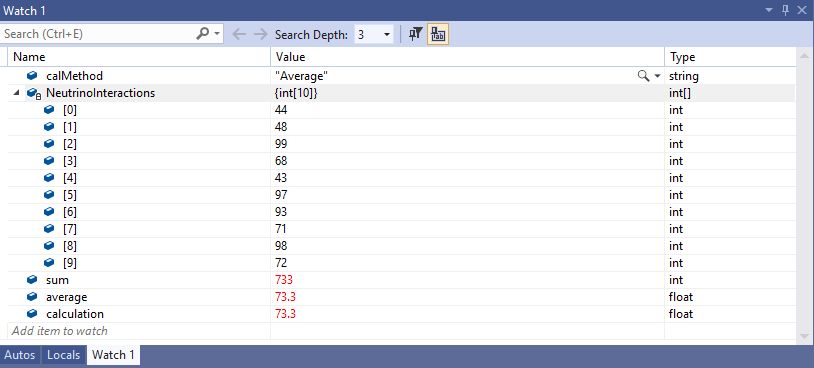 Watch 1
Search (Ctrl+E) Search Depth: 3
Name Value Type
calMethod "Average" string
NeutrinoInteractions {int[10]} int[]
[0] 44 int
[1] 48 int
[2] 99 int
[3] 68 int
[4] 43 int
[5] 97 int
[6] 93 int
[7] 71 int
[8] 98 int
[9] 72 int
sum 733 int
average 73.3 float
calculation 73.3 float
Add item to watch
Autos Locals Watch 1